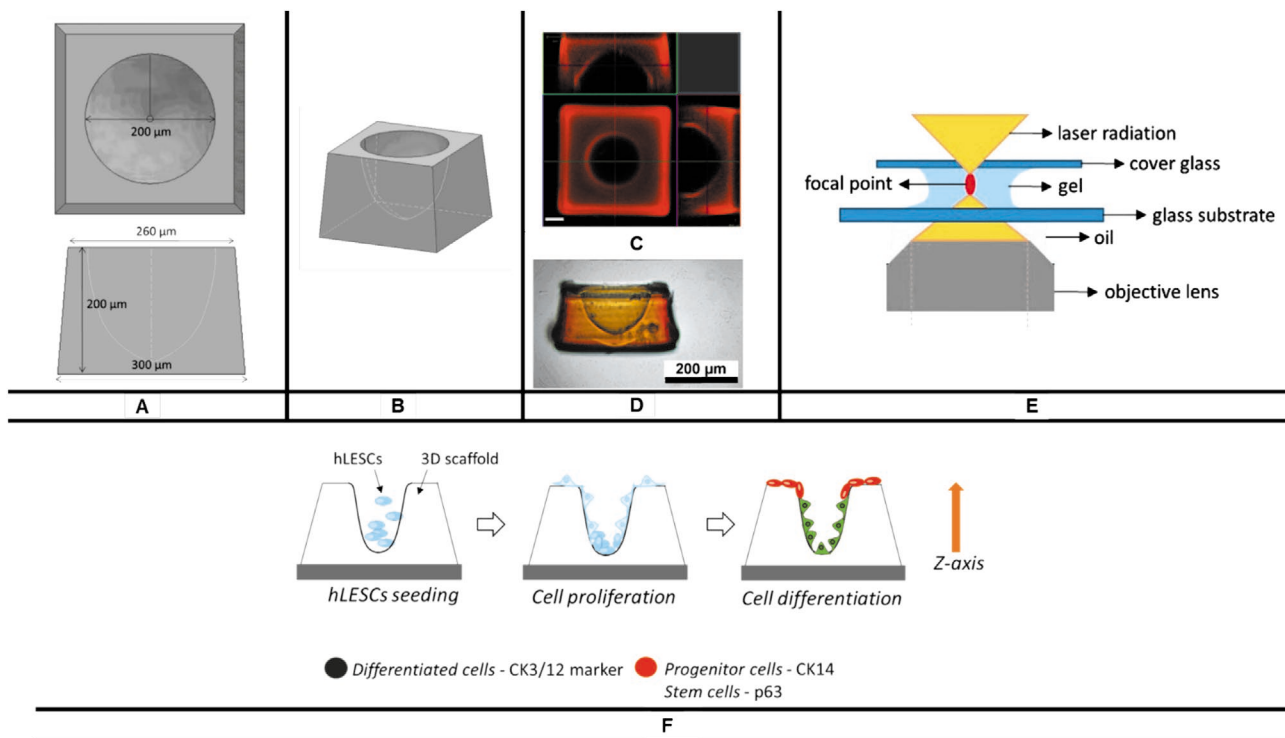 200 µm
260 µm
200 µm
300 µm
A
B
C
200 µm
D
laser radiation
cover glass
focal point
gel
glass substrate
oil
objective lens
E
hLESCs
3D scaffold
hLESCs seeding
Cell proliferation
Cell differentiation
Z-axis
Differentiated cells - CK3/12 marker
Progenitor cells - CK14
Stem cells - p63
F